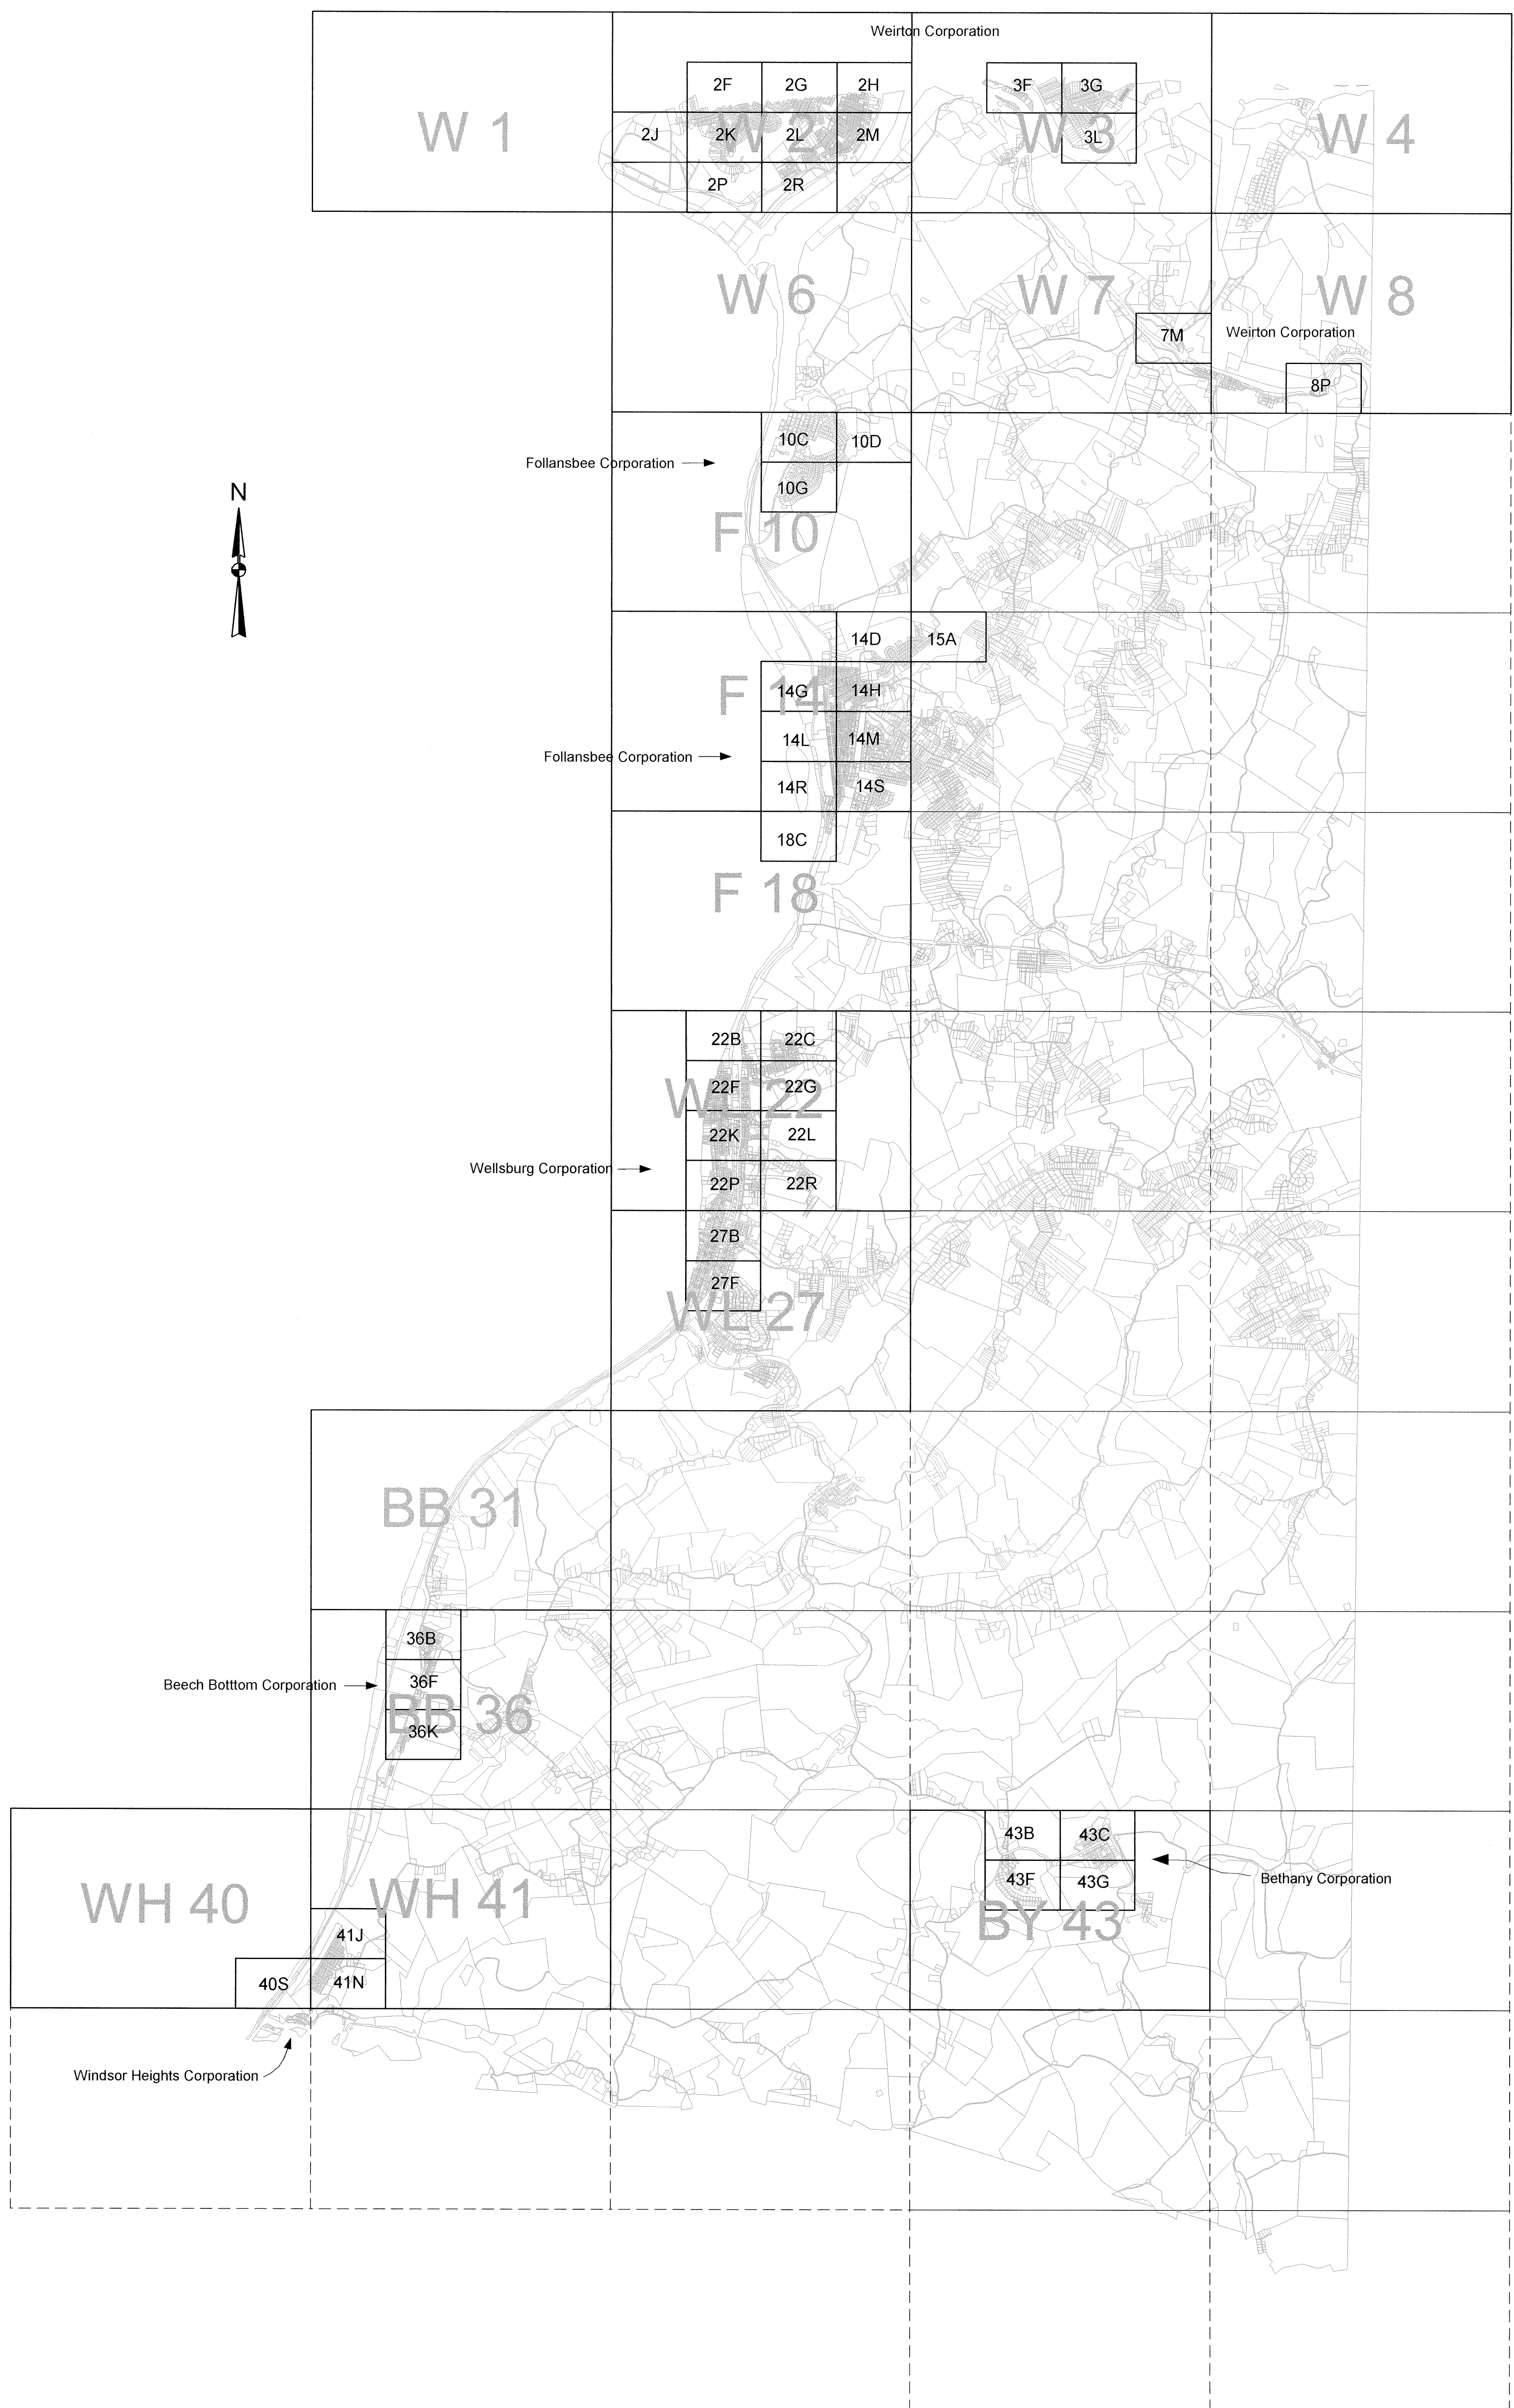 Weirton Corporation
2F 2G 2H 3F 3G
W 1 2J 2K W 2 2L 2M W 3 3L W 4
2P 2R
W 6 W 7 W 8
7M Weirton Corporation
8P
10C 10D
Follansbee Corporation
10G
N
F 10
14D 15A
F 14 14G 14H
14L 14M
Follansbee Corporation
14R 14S
18C
F 18
22B 22C
22F 22G
WL 22
22K 22L
Wellsburg Corporation
22P 22R
27B
27F
WL 27
BB 31
36B
Beech Botttom Corporation
36F
BB 36
36K
43B 43C
Bethany Corporation
43F 43G
WH 40 WH 41
BY 43
41J
40S 41N
Windsor Heights Corporation